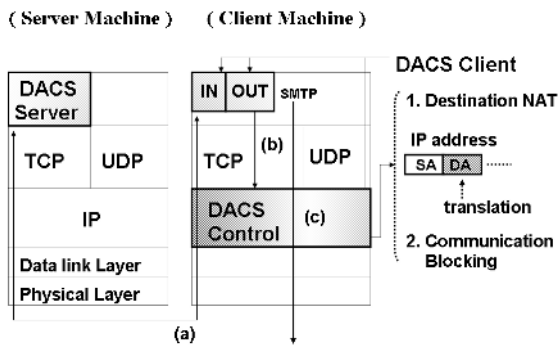 ( Server Machine )
( Client Machine )
DACS
Server
TCP
UDP
IP
Data link Layer
Physical Layer
(a)
IN
OUT
SMTP
(b)
TCP
UDP
DACS
Control
(c)
DACS Client
1. Destination NAT
IP address
SA
DA
translation
2. Communication
Blocking